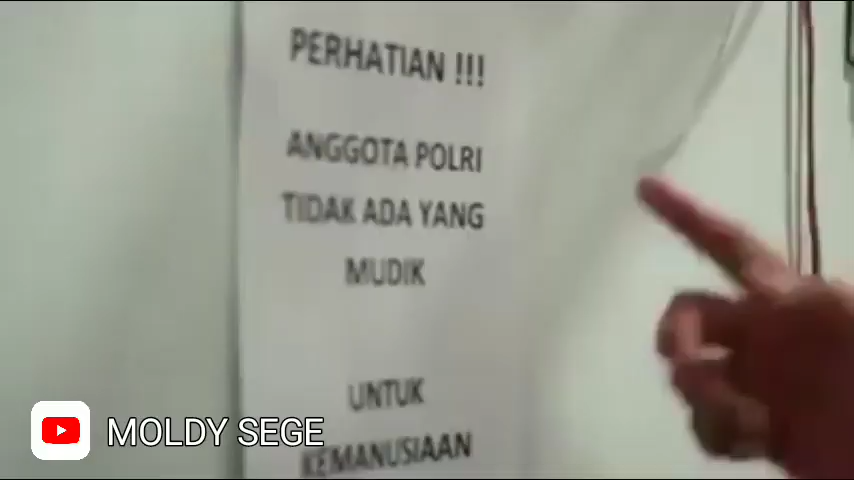 PERHATIAN !!!
ANGGOTA POLRI
TIDAK ADA YANG
MUDIK
UNTUK
KEMANUSIAAN
MOLDY SEGE